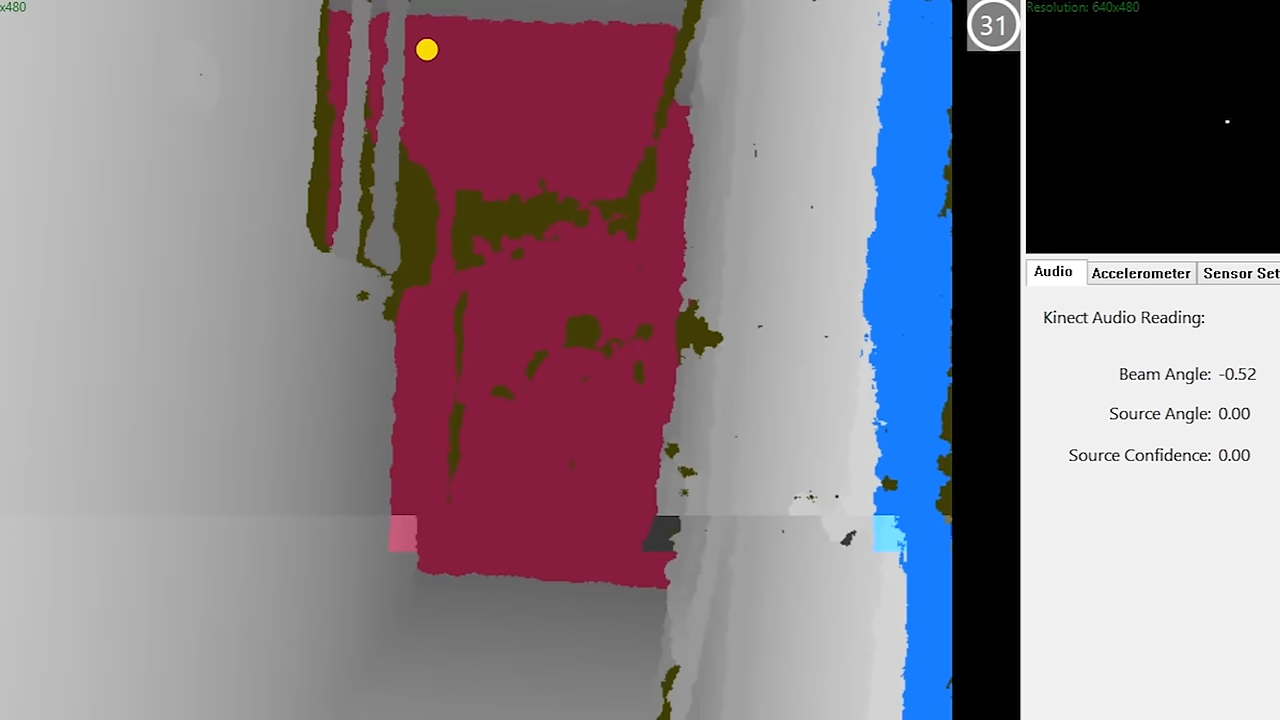 x480
31
Resolution: 640x480
Audio
Accelerometer
Sensor Set
Kinect Audio Reading:
Beam Angle: -0.52
Source Angle: 0.00
Source Confidence: 0.00